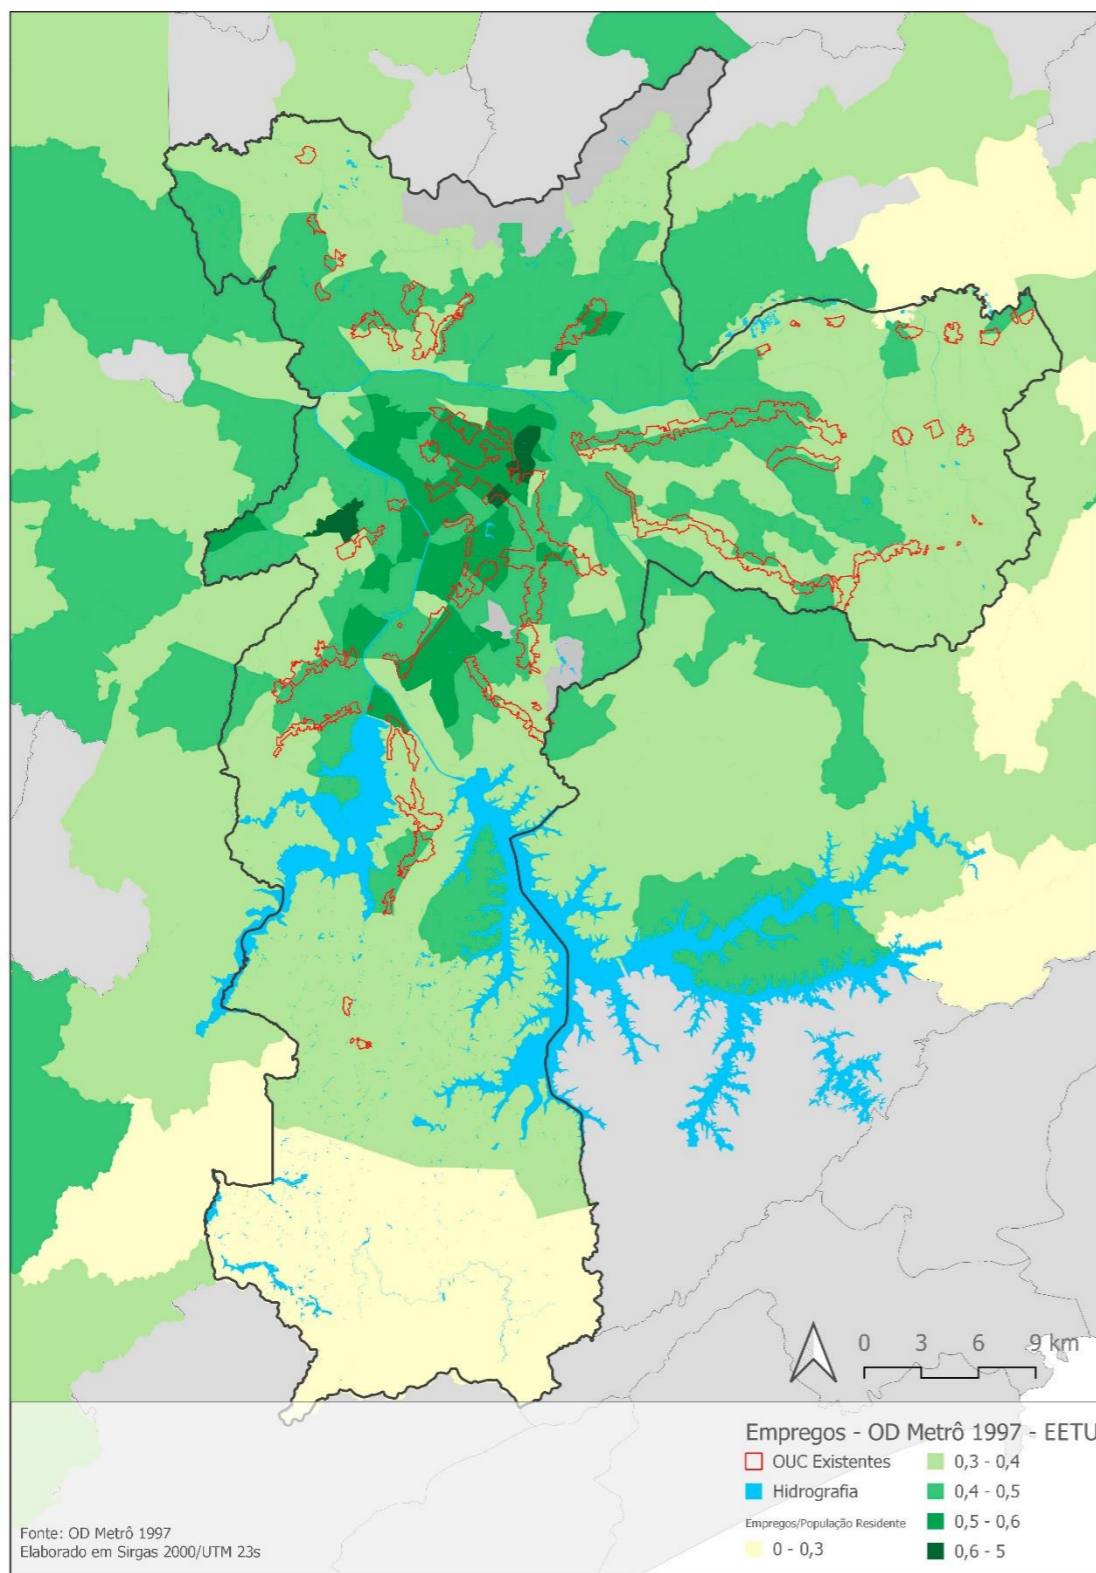 0 3 6 9 km
Empregos - OD Metrô 1997 - EETU
OUC Existentes
Hidrografia
Empregos/População Residente
0 - 0,3
0,3 - 0,4
0,4 - 0,5
0,5 - 0,6
0,6 - 5
Fonte: OD Metrô 1997
Elaborado em Sirgas 2000/UTM 23s